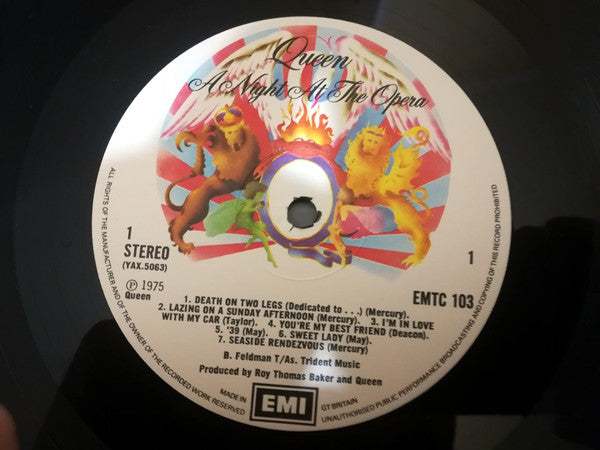 Queen
A Night At The Opera
1
STEREO
(YAX.5063)
℗ 1975
Queen
1
EMTC 103
1. DEATH ON TWO LEGS (Dedicated to . . .) (Mercury).
2. LAZING ON A SUNDAY AFTERNOON (Mercury). 3. I'M IN LOVE
WITH MY CAR (Taylor). 4. YOU'RE MY BEST FRIEND (Deacon).
5. '39 (May). 6. SWEET LADY (May).
7. SEASIDE RENDEZVOUS (Mercury)
B. Feldman T/As. Trident Music
Produced by Roy Thomas Baker and Queen
MADE IN
EMI
GT BRITAIN
ALL RIGHTS OF THE MANUFACTURER AND OF THE OWNER OF THE RECORDED WORK RESERVED
UNAUTHORISED PUBLIC PERFORMANCE BROADCASTING AND COPYING OF THIS RECORD PROHIBITED